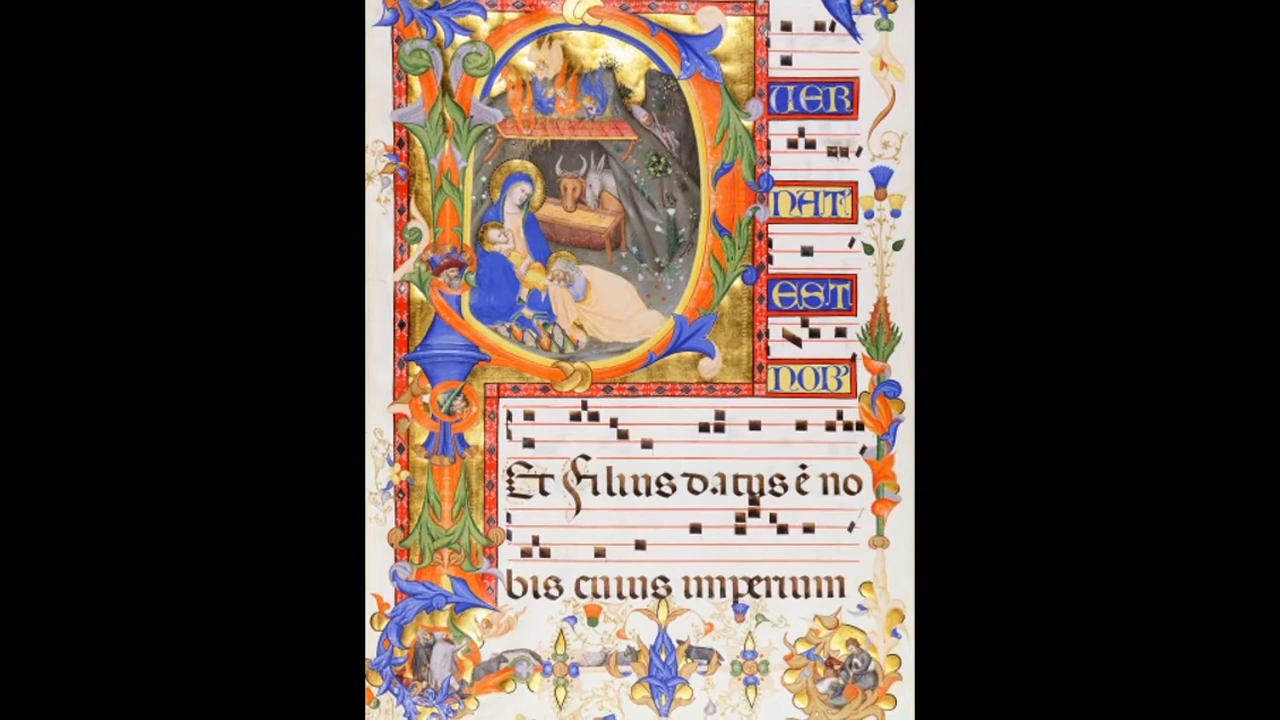 P
UER
NAT'
EST
NOB'
Et Filius datus ē no
bis cuius imperium